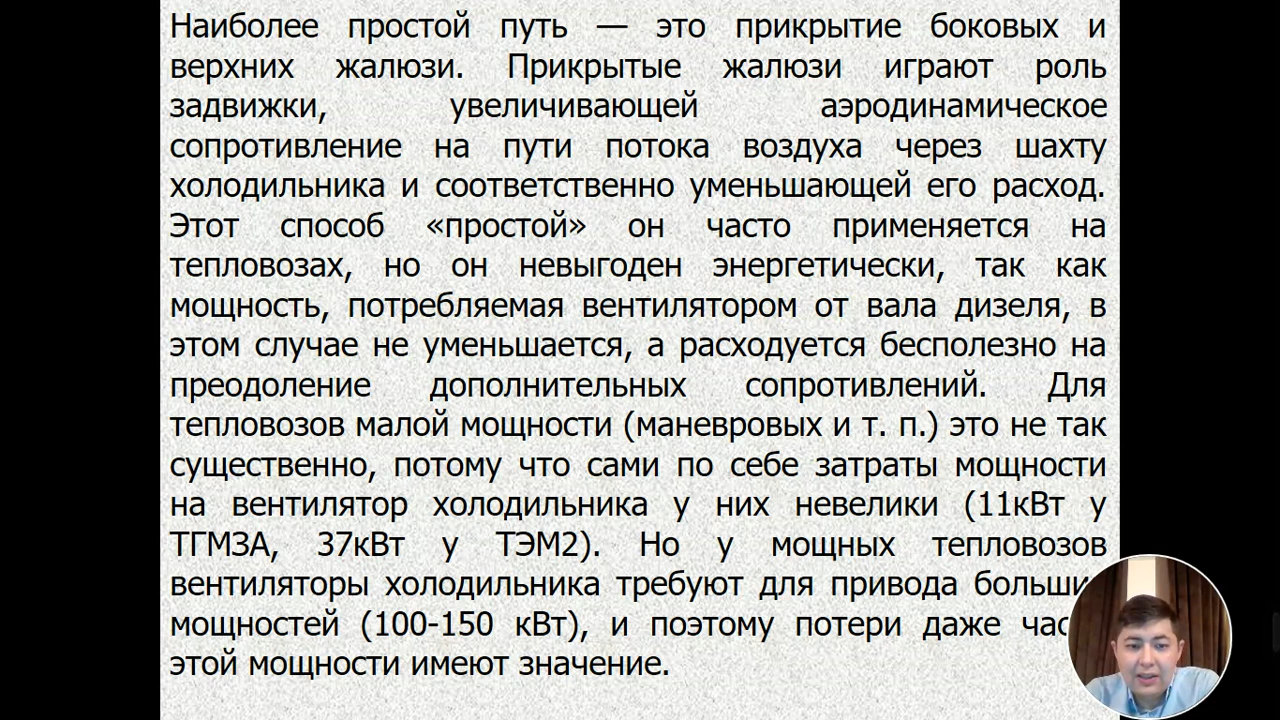 Наиболее простой путь — это прикрытие боковых и
верхних жалюзи. Прикрытые жалюзи играют роль
задвижки, увеличивающей аэродинамическое
сопротивление на пути потока воздуха через шахту
холодильника и соответственно уменьшающей его расход.
Этот способ «простой» он часто применяется на
тепловозах, но он невыгоден энергетически, так как
мощность, потребляемая вентилятором от вала дизеля, в
этом случае не уменьшается, а расходуется бесполезно на
преодоление дополнительных сопротивлений. Для
тепловозов малой мощности (маневровых и т. п.) это не так
существенно, потому что сами по себе затраты мощности
на вентилятор холодильника у них невелики (11кВт у
ТГМЗА, 37кВт у ТЭМ2). Но у мощных тепловозов
вентиляторы холодильника требуют для привода
мощностей (100-150 кВт), и поэтому потери даже
этой мощности имеют значение.